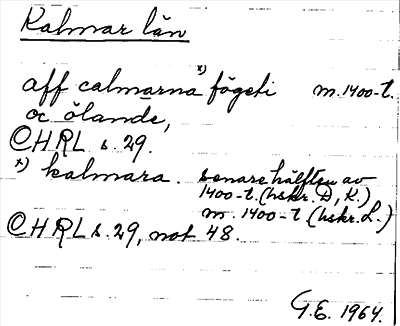 Kalmar län
aff calmarna x) fögeti m. 1400-t.
oc ölande,
CHRL s. 29.
x) kalmara. senare hälften av
1400-t. (hskr. D, K.)
m. 1400-t (hskr. L.)
CHRL s. 29, not 48.
G.E. 1964.